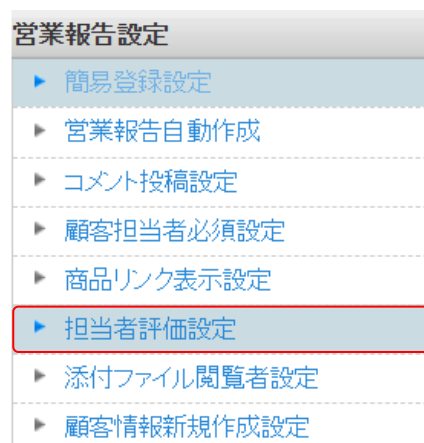 営業報告設定
簡易登録設定
営業報告自動作成
コメント投稿設定
顧客担当者必須設定
商品リンク表示設定
担当者評価設定
添付ファイル閲覧者設定
顧客情報新規作成設定